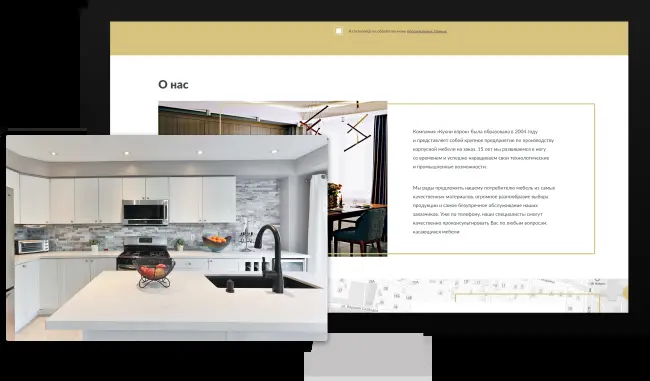 Я согласен(а) на обработку моих персональных данных
О нас
Компания «Кухни впрок» была образована в 2004 году
и представляет собой крупное предприятие по производству
корпусной мебели на заказ. 15 лет мы развиваемся в ногу
со временем и успешно наращиваем свои технологические
и промышленные возможности.
Мы рады предложить нашему потребителю мебель из самых
качественных материалов, огромное разнообразие выбора
продукции и самое безупречное обслуживание наших
заказчиков. Уже по телефону, наши специалисты смогут
качественно проконсультировать Вас по любым вопросам,
касающихся мебели